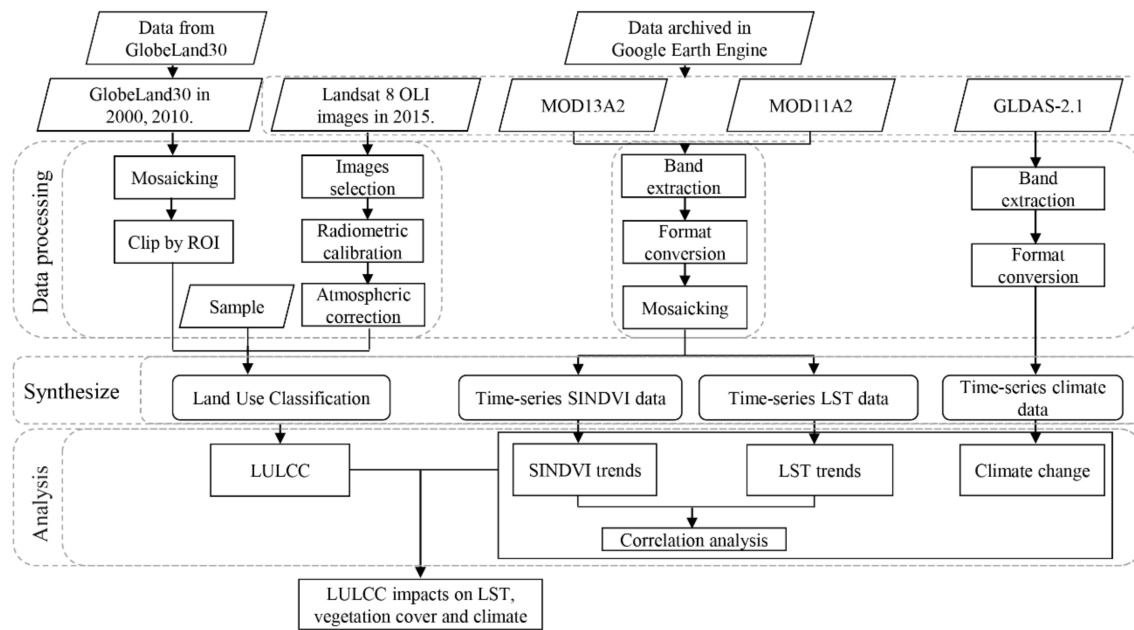 Data from
GlobeLand30
Data archived in
Google Earth Engine
GlobeLand30 in
2000, 2010.
Landsat 8 OLI
images in 2015.
MOD13A2
MOD11A2
GLDAS-2.1
Data processing
Mosaicking
Clip by ROI
Sample
Images
selection
Radiometric
calibration
Atmospheric
correction
Band
extraction
Format
conversion
Mosaicking
Band
extraction
Format
conversion
Synthesize
Land Use Classification
Time-series SINDVI data
Time-series LST data
Time-series climate
data
Analysis
LULCC
SINDVI trends
LST trends
Climate change
Correlation analysis
LULCC impacts on LST,
vegetation cover and climate